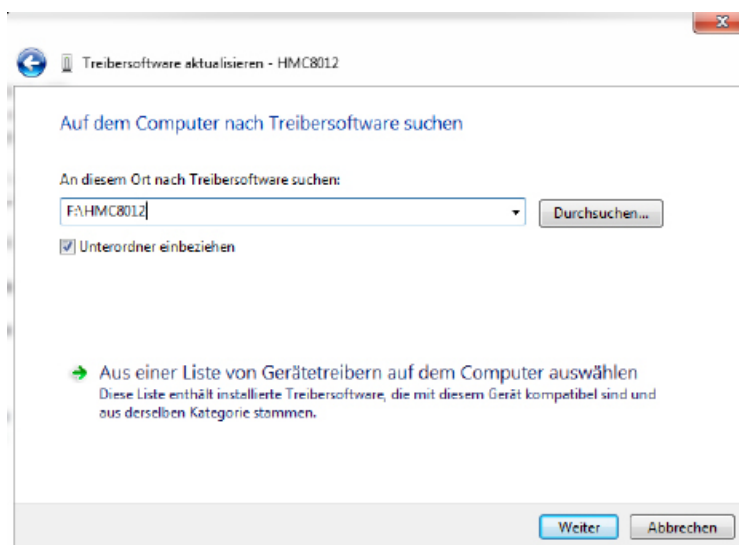 Treibersoftware aktualisieren - HMC8012
Auf dem Computer nach Treibersoftware suchen
An diesem Ort nach Treibersoftware suchen:
F:\HMC8012
Durchsuchen...
Unterordner einbeziehen
Aus einer Liste von Gerätetreibern auf dem Computer auswählen
Diese Liste enthält installierte Treibersoftware, die mit diesem Gerät kompatibel sind und
aus derselben Kategorie stammen.
Weiter
Abbrechen